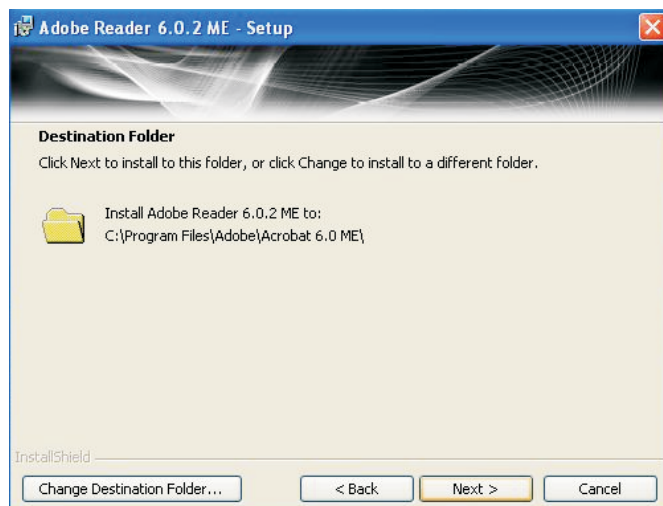 Adobe Reader 6.0.2 ME - Setup
Destination Folder
Click Next to install to this folder, or click Change to install to a different folder.
Install Adobe Reader 6.0.2 ME to:
C:\Program Files\Adobe\Acrobat 6.0 ME\
InstallShield
Change Destination Folder... < Back Next > Cancel